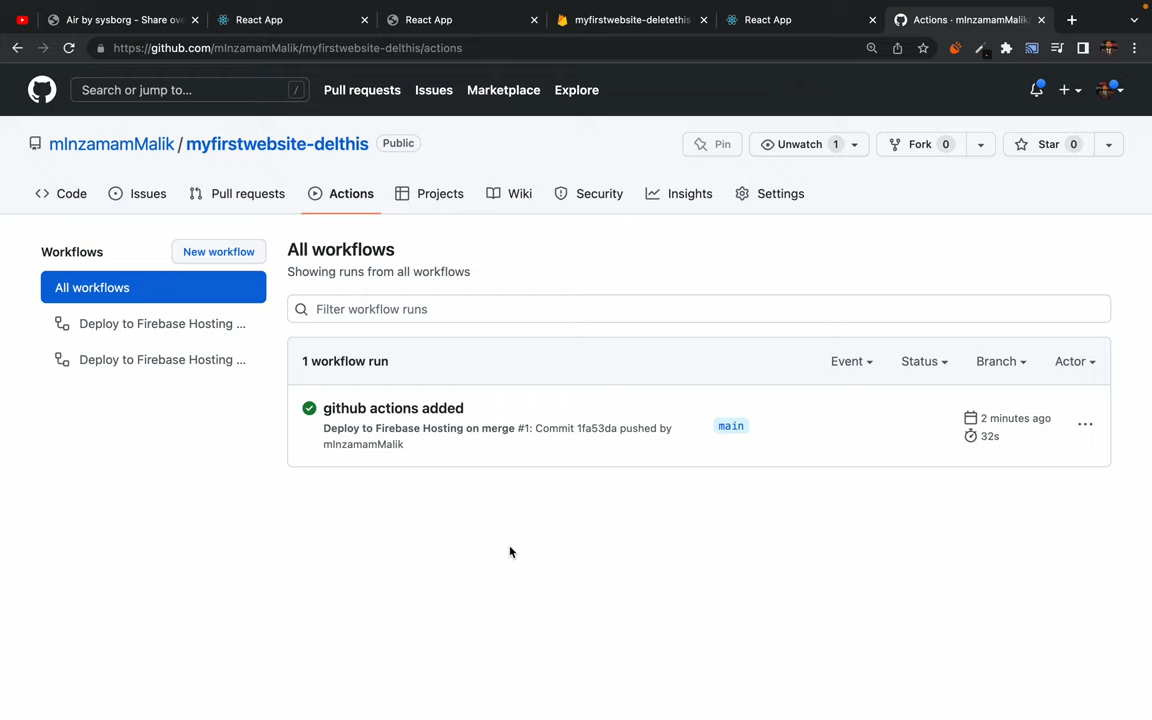 Air by sysborg - Share ov
React App
React App
myfirstwebsite-deletethis
React App
Actions · mInzamamMalik
https://github.com/mInzamamMalik/myfirstwebsite-delthis/actions
Search or jump to... /
Pull requests Issues Marketplace Explore
mInzamamMalik / myfirstwebsite-delthis Public
Pin Unwatch 1 Fork 0 Star 0
Code Issues Pull requests Actions Projects Wiki Security Insights Settings
Workflows New workflow
All workflows
Deploy to Firebase Hosting ...
Deploy to Firebase Hosting ...
All workflows
Showing runs from all workflows
Filter workflow runs
1 workflow run Event Status Branch Actor
github actions added
Deploy to Firebase Hosting on merge #1: Commit 1fa53da pushed by
mInzamamMalik
main
2 minutes ago
32s